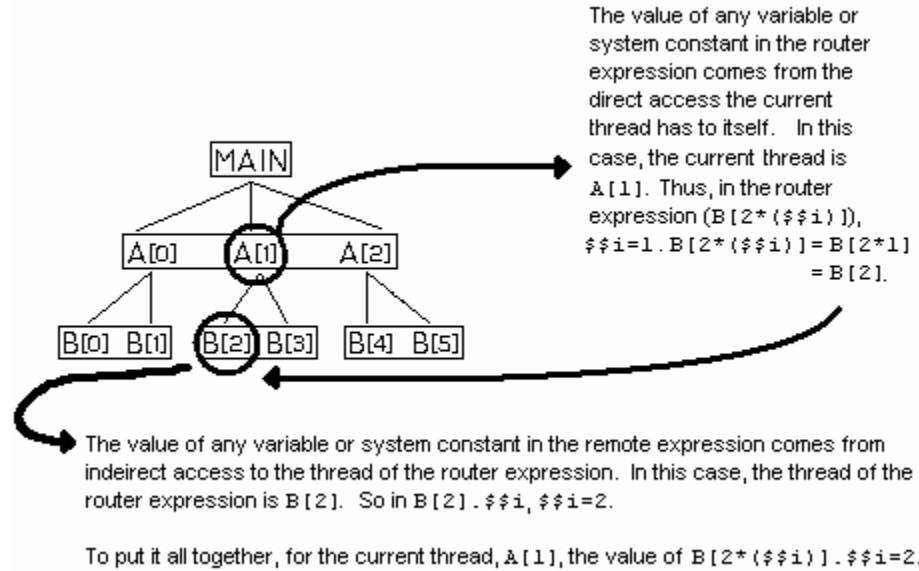 The value of any variable or
system constant in the router
expression comes from the
direct access the current
thread has to itself. In this
case, the current thread is
A[1]. Thus, in the router
expression (B[2*($$i)]),
$$i=1. B[2*($$i)] = B[2*1]
= B[2].
MAIN
A[0] A[1] A[2]
B[0] B[1] B[2] B[3] B[4] B[5]
The value of any variable or system constant in the remote expression comes from
indeirect access to the thread of the router expression. In this case, the thread of the
router expression is B[2]. So in B[2].$$i, $$i=2.
To put it all together, for the current thread, A[1], the value of B[2*($$i)].$$i=2.